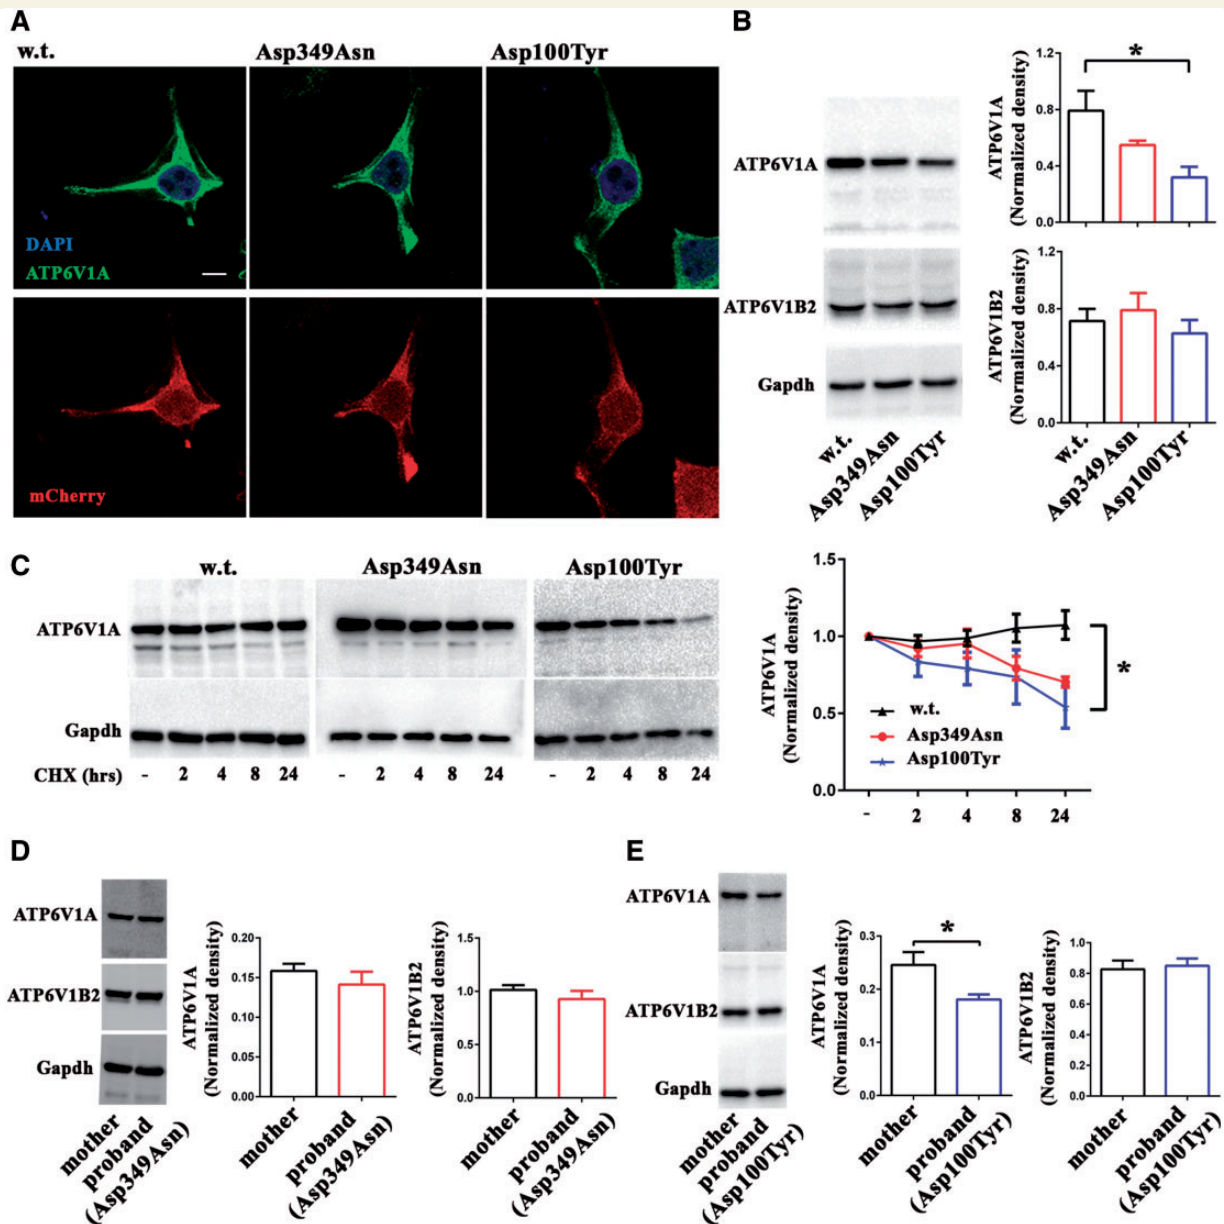 A
w.t.
Asp349Asn
Asp100Tyr
DAPI
ATP6V1A
mCherry
B
ATP6V1A
ATP6V1B2
Gapdh
w.t.
Asp349Asn
Asp100Tyr
ATP6V1A
(Normalized density)
1.2
0.8
0.4
0.0
*
ATP6V1B2
(Normalized density)
1.2
0.8
0.4
0.0
w.t.
Asp349Asn
Asp100Tyr
C
w.t.
Asp349Asn
Asp100Tyr
ATP6V1A
Gapdh
CHX (hrs)
- 2 4 8 24
- 2 4 8 24
- 2 4 8 24
ATP6V1A
(Normalized density)
1.5
1.0
0.5
0.0
w.t.
Asp349Asn
Asp100Tyr
*
- 2 4 8 24
D
ATP6V1A
ATP6V1B2
Gapdh
mother
proband
(Asp349Asn)
ATP6V1A
(Normalized density)
0.20
0.15
0.10
0.05
0.00
mother
proband
(Asp349Asn)
ATP6V1B2
(Normalized density)
1.5
1.0
0.5
0.0
mother
proband
(Asp349Asn)
E
ATP6V1A
ATP6V1B2
Gapdh
mother
proband
(Asp100Tyr)
ATP6V1A
(Normalized density)
0.3
0.2
0.1
0.0
*
mother
proband
(Asp100Tyr)
ATP6V1B2
(Normalized density)
1.0
0.8
0.6
0.4
0.2
0.0
mother
proband
(Asp100Tyr)